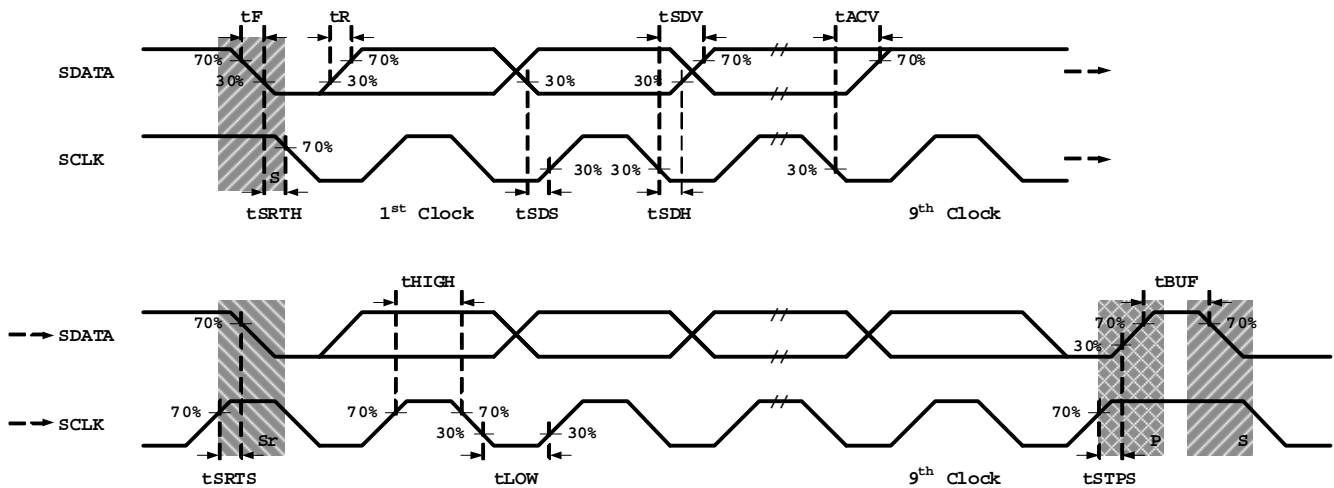 tF tR tSDV tACV
70% 70% 70% 70%
SDATA
30% 30% 30% 30%
SCLK
70%
30% 30% 30%
S
tSRTH 1st Clock tSDS tSDH 9th Clock
tHIGH tBUF
SDATA
70% 70% 70%
30%
SCLK
70% 70% 70% 70%
30% 30%
Sr P S
tSRTS tLOW 9th Clock tSTPS